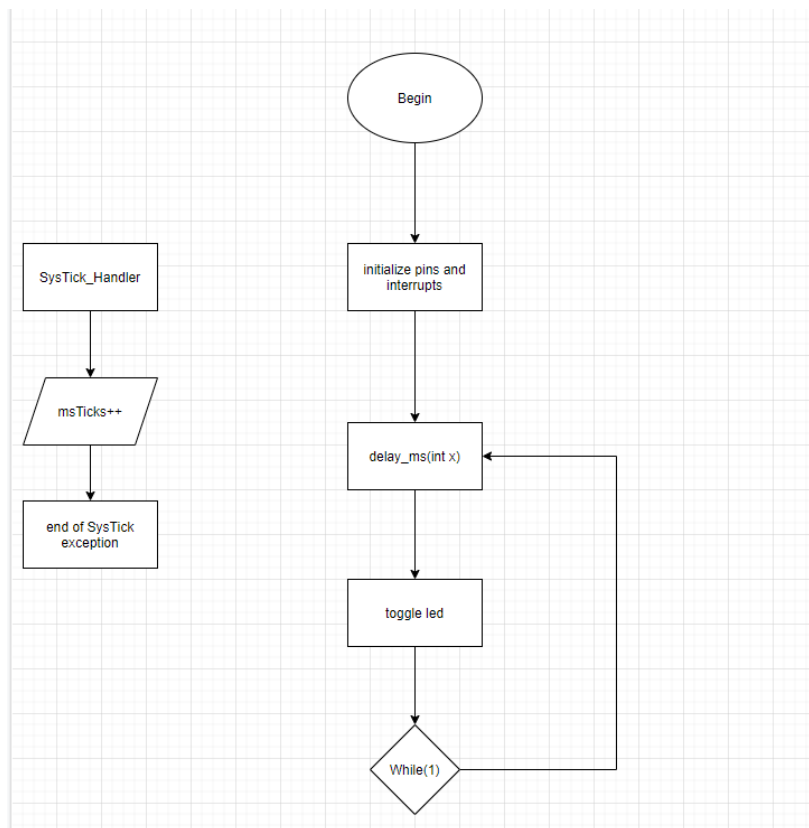 Begin
SysTick_Handler
initialize pins and
interrupts
msTicks++
delay_ms(int x)
end of SysTick
exception
toggle led
While(1)